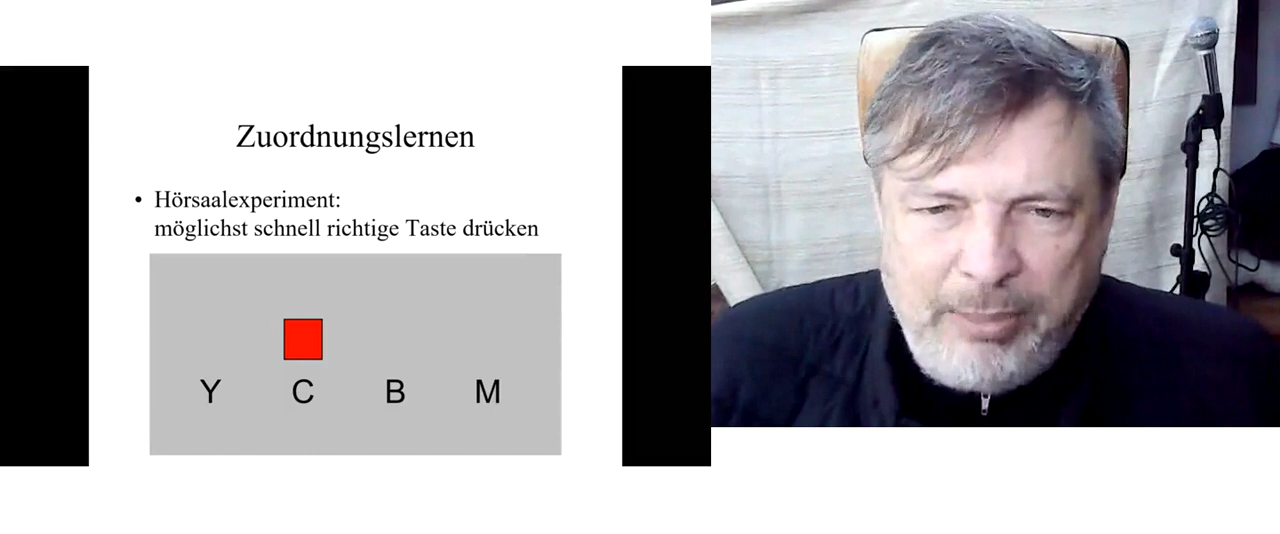 Zuordnungslernen
• Hörsaalexperiment:
möglichst schnell richtige Taste drücken
Y C B M